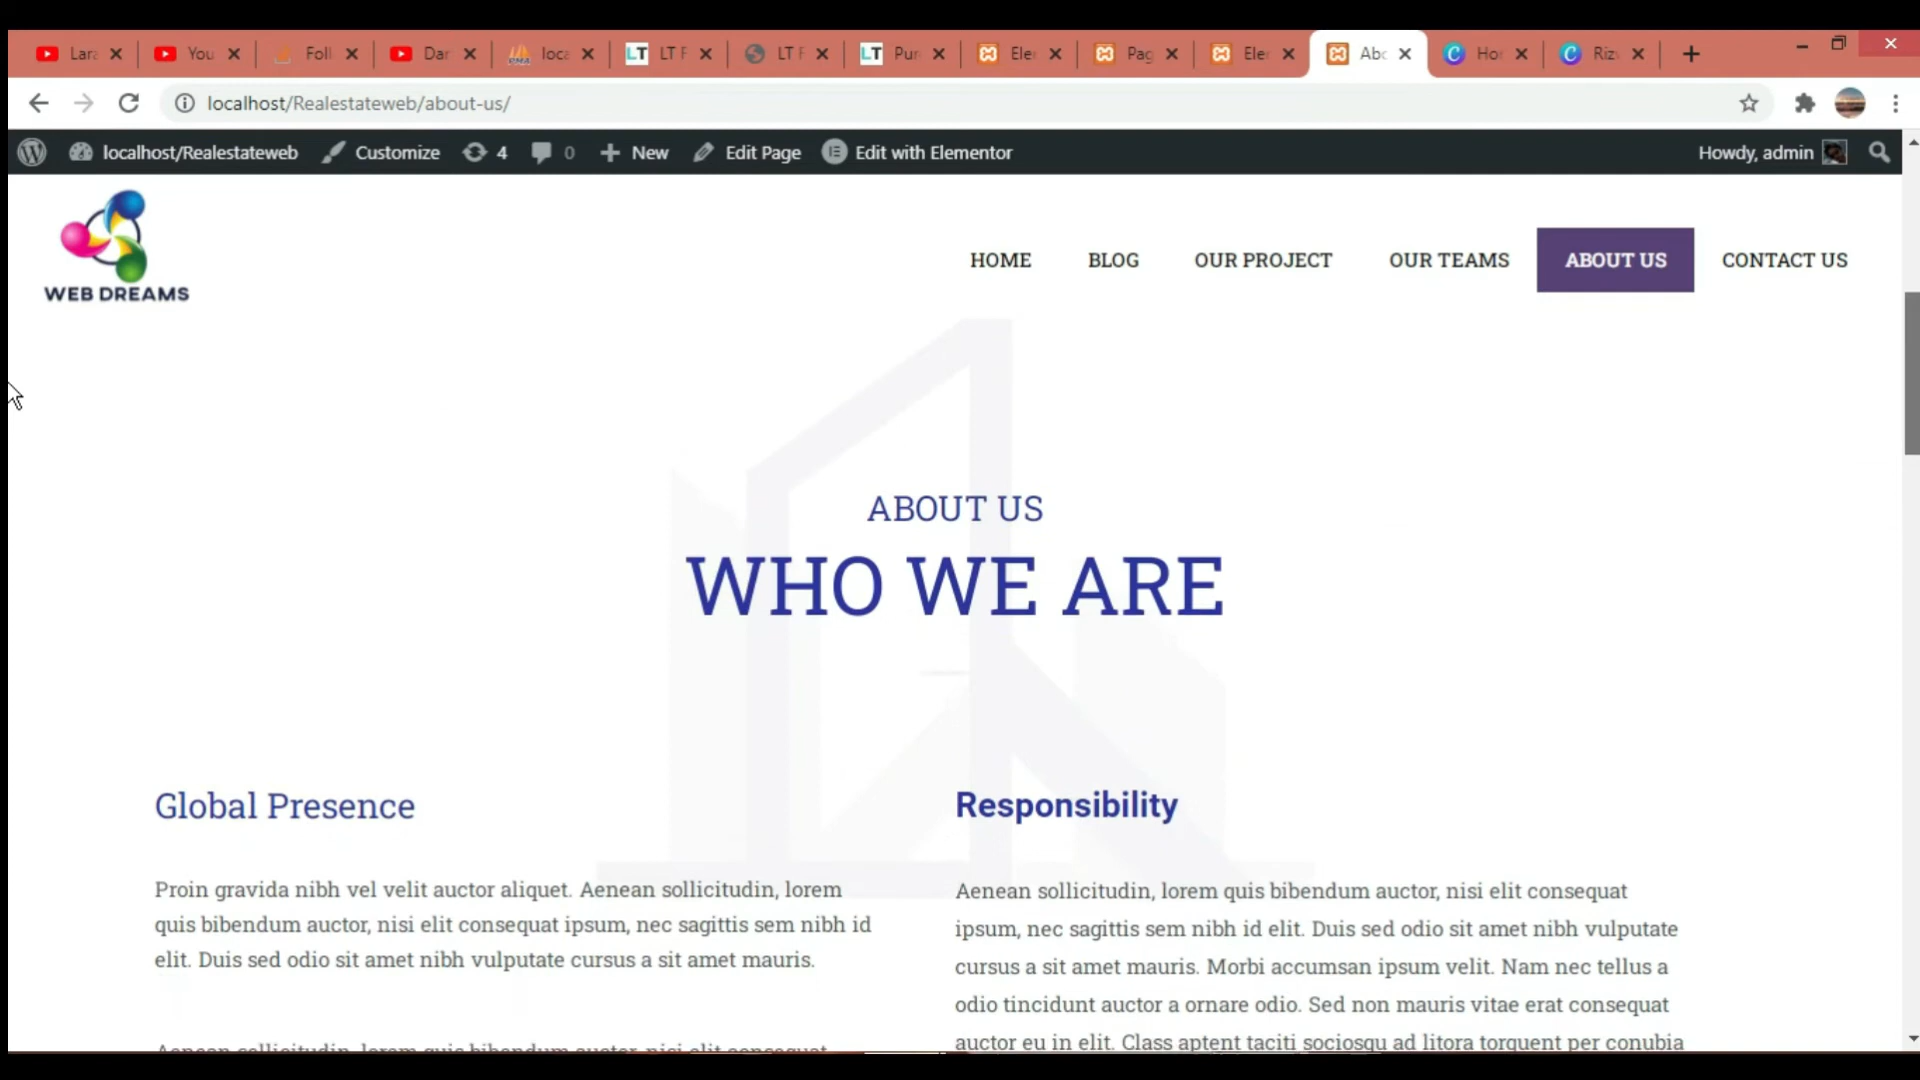 Lara
You
Foll
Dar
loca
LT F
LT F
LT Pur
Eler
Pag
Eler
Abo
Hor
Rizv
localhost/Realestateweb/about-us/
localhost/Realestateweb Customize 4 0 New Edit Page Edit with Elementor Howdy, admin
WEB DREAMS
HOME BLOG OUR PROJECT OUR TEAMS ABOUT US CONTACT US
ABOUT US
WHO WE ARE
Global Presence
Proin gravida nibh vel velit auctor aliquet. Aenean sollicitudin, lorem
quis bibendum auctor, nisi elit consequat ipsum, nec sagittis sem nibh id
elit. Duis sed odio sit amet nibh vulputate cursus a sit amet mauris.
Aenean sollicitudin, lorem quis bibendum auctor, nisi elit consequat
Responsibility
Aenean sollicitudin, lorem quis bibendum auctor, nisi elit consequat
ipsum, nec sagittis sem nibh id elit. Duis sed odio sit amet nibh vulputate
cursus a sit amet mauris. Morbi accumsan ipsum velit. Nam nec tellus a
odio tincidunt auctor a ornare odio. Sed non mauris vitae erat consequat
auctor eu in elit. Class aptent taciti sociosqu ad litora torquent per conubia